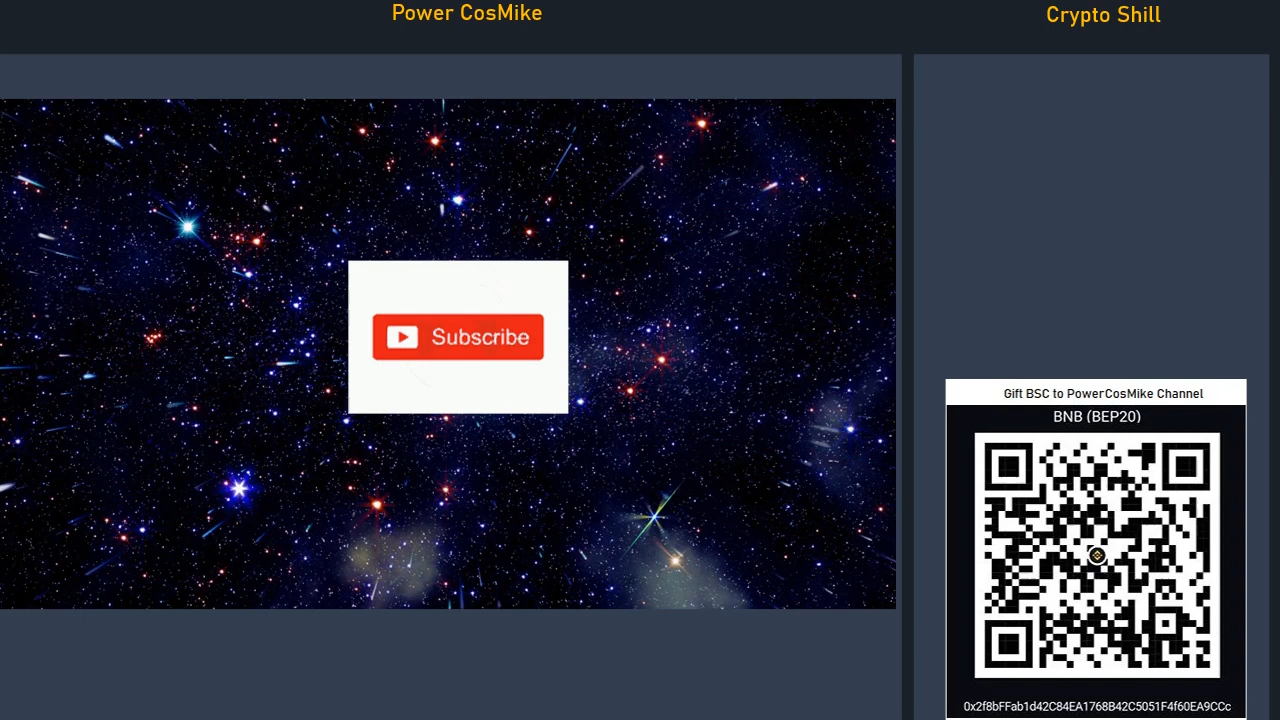 Power CosMike
Crypto Shill
Subscribe
Gift BSC to PowerCosMike Channel
BNB (BEP20)
0x2f8bFFab1d42C84EA1768B42C5051F4f60EA9CCc